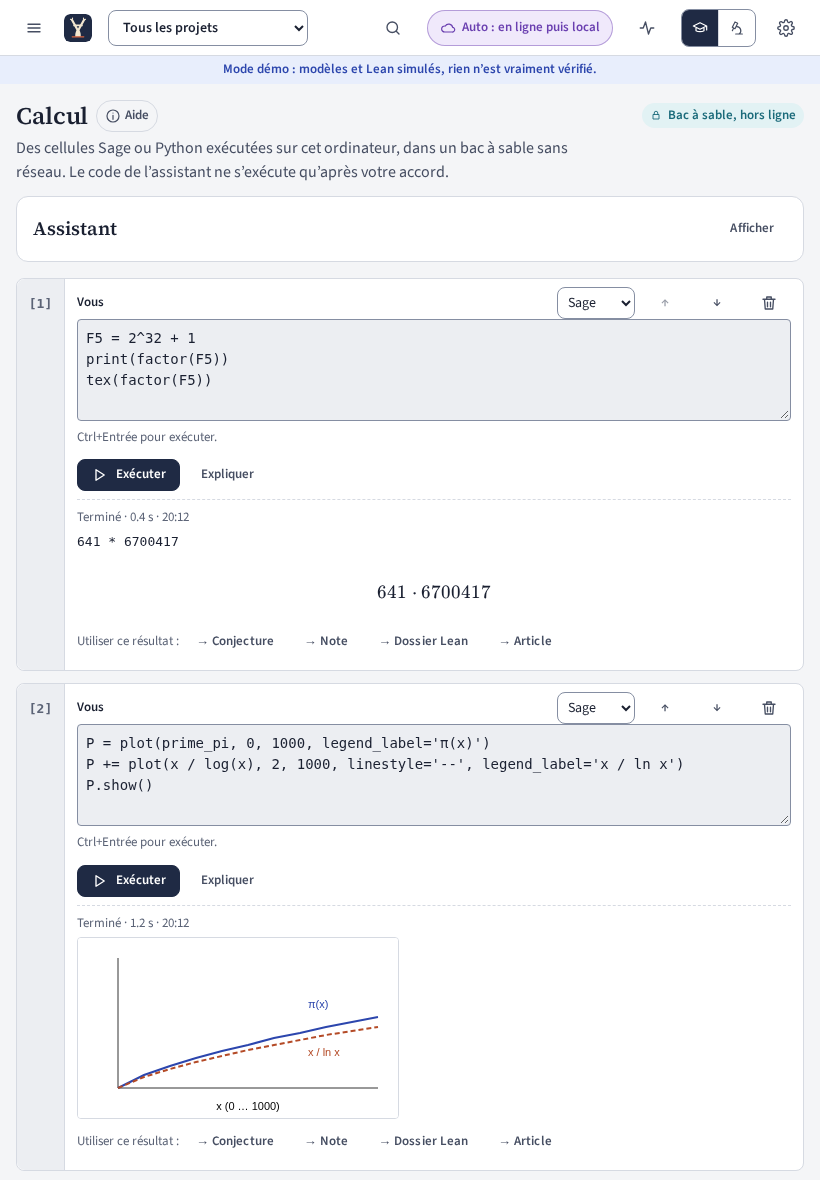 Tous les projets
Auto : en ligne puis local
Mode démo : modèles et Lean simulés, rien n’est vraiment vérifié.
Calcul
Aide
Bac à sable, hors ligne
Des cellules Sage ou Python exécutées sur cet ordinateur, dans un bac à sable sans
réseau. Le code de l’assistant ne s’exécute qu’après votre accord.
Assistant
Afficher
[1]
Vous
Sage
F5 = 2^32 + 1
print(factor(F5))
tex(factor(F5))
Ctrl+Entrée pour exécuter.
Exécuter
Expliquer
Terminé · 0.4 s · 20:12
641 * 6700417
641 · 6700417
Utiliser ce résultat : → Conjecture → Note → Dossier Lean → Article
[2]
Vous
Sage
P = plot(prime_pi, 0, 1000, legend_label='π(x)')
P += plot(x / log(x), 2, 1000, linestyle='--', legend_label='x / ln x')
P.show()
Ctrl+Entrée pour exécuter.
Exécuter
Expliquer
Terminé · 1.2 s · 20:12
π(x)
x / ln x
x (0 … 1000)
Utiliser ce résultat : → Conjecture → Note → Dossier Lean → Article